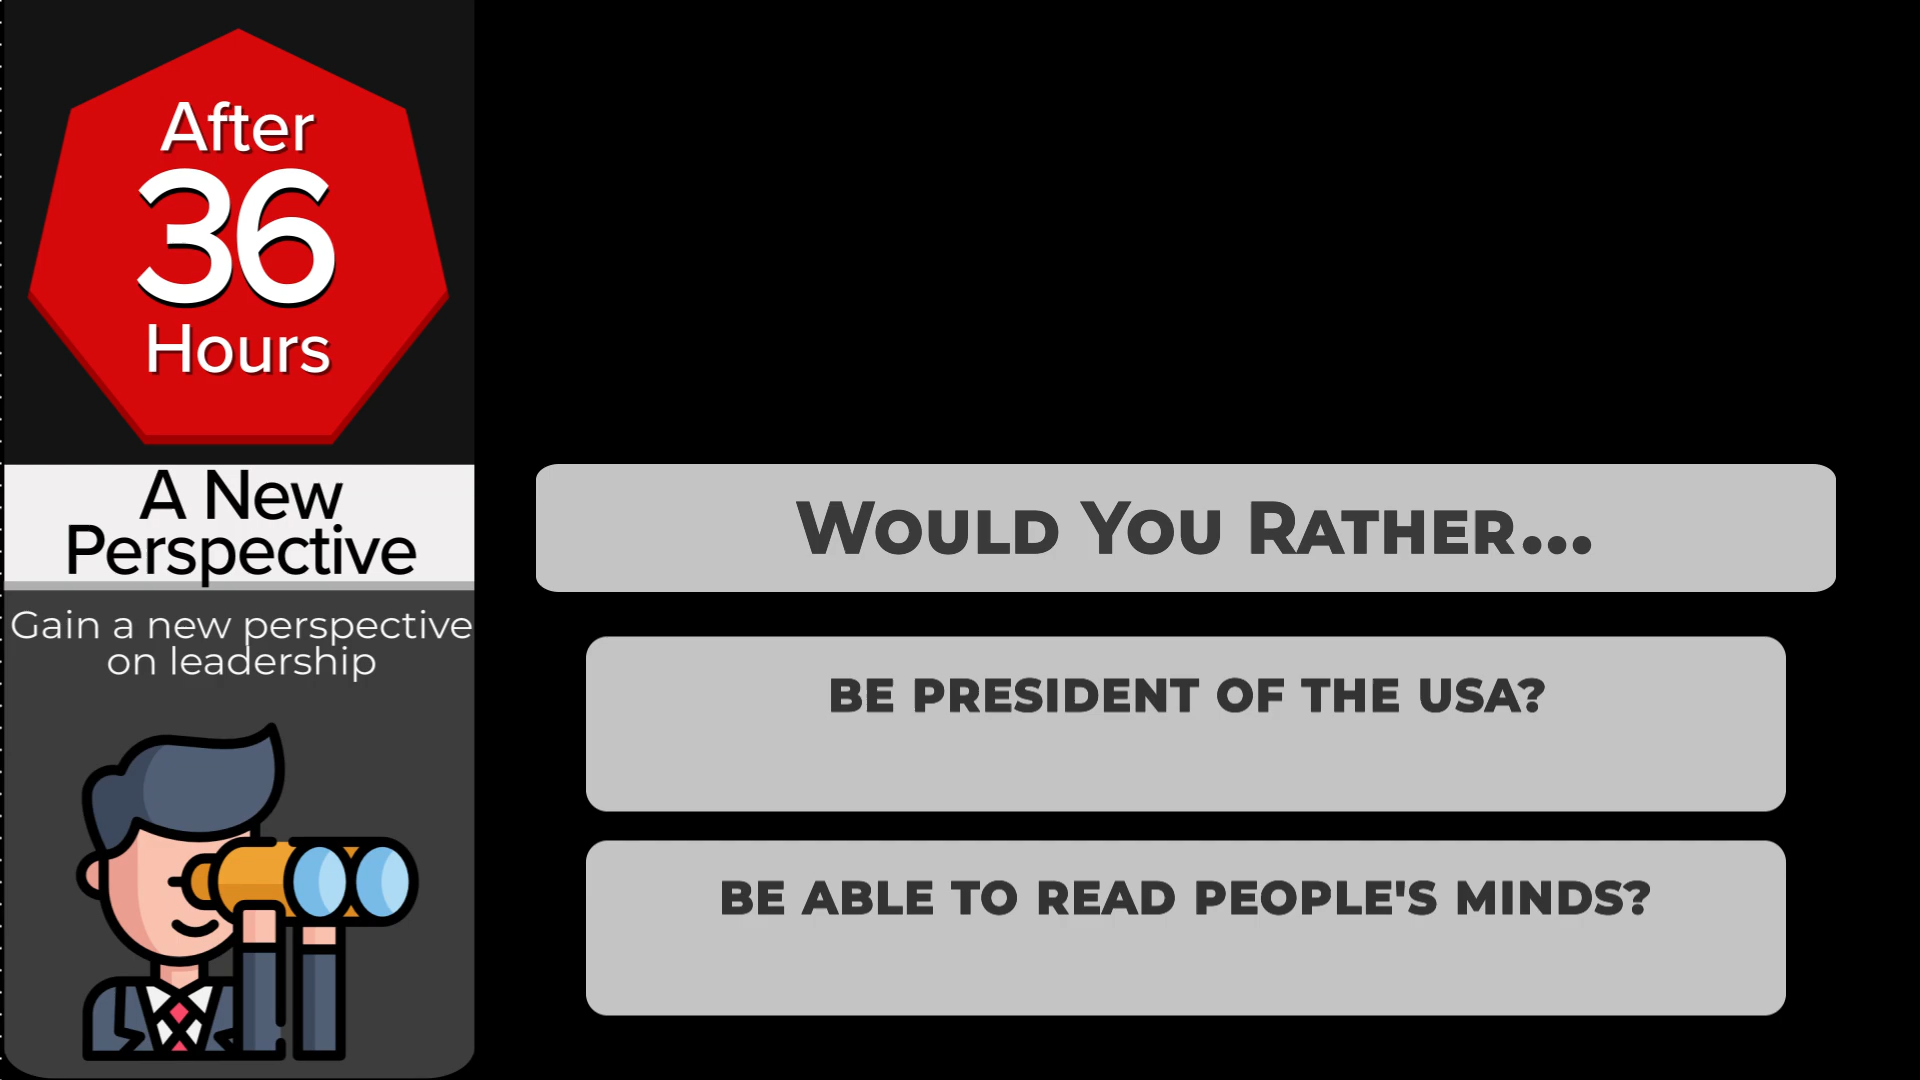 After
36
Hours
A New
Perspective
Gain a new perspective
on leadership
WOULD YOU RATHER...
BE PRESIDENT OF THE USA?
BE ABLE TO READ PEOPLE'S MINDS?